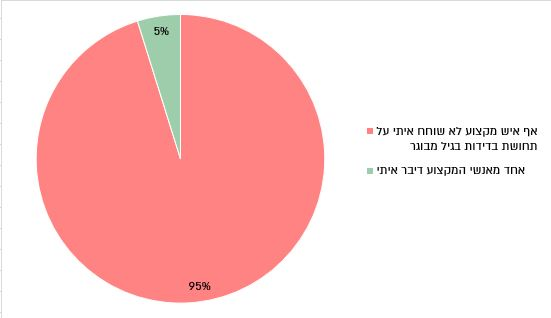 5%
אף איש מקצוע לא שוחח איתי על
תחושת בדידות בגיל מבוגר
אחד מאנשי המקצוע דיבר איתי
95%